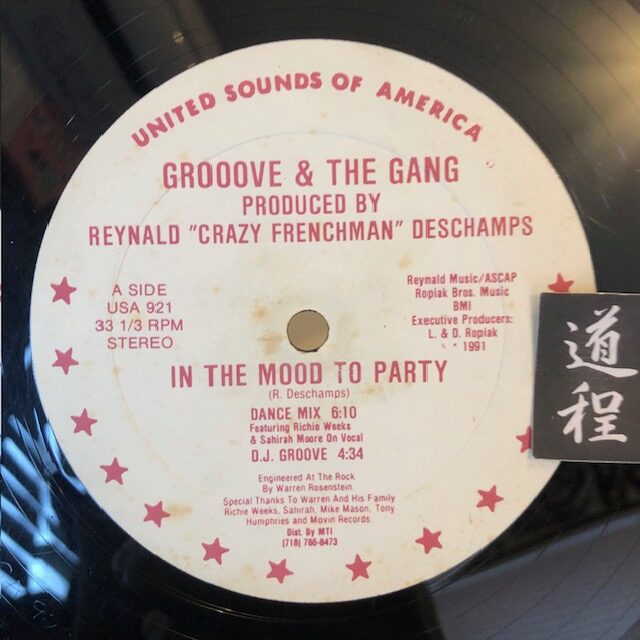 UNITED SOUNDS OF AMERICA
GROOOVE & THE GANG
PRODUCED BY
REYNALD "CRAZY FRENCHMAN" DESCHAMPS
A SIDE
USA 921
33 1/3 RPM
STEREO
Reynald Music/ASCAP
Ropiak Bros. Music
BMI
Executive Producers:
L. & D. Ropiak
1991
IN THE MOOD TO PARTY
(R. Deschamps)
DANCE MIX 6:10
Featuring Richie Weeks
& Sahirah Moore On Vocal
D.J. GROOVE 4:34
Engineered At The Rock
By Warren Rosenstein.
Special Thanks To Warren And His Family
Richie Weeks, Sahirah, Mike Mason, Tony
Humphries and Movin Records.
Dist. By MTI
(718) 786-8473
道程